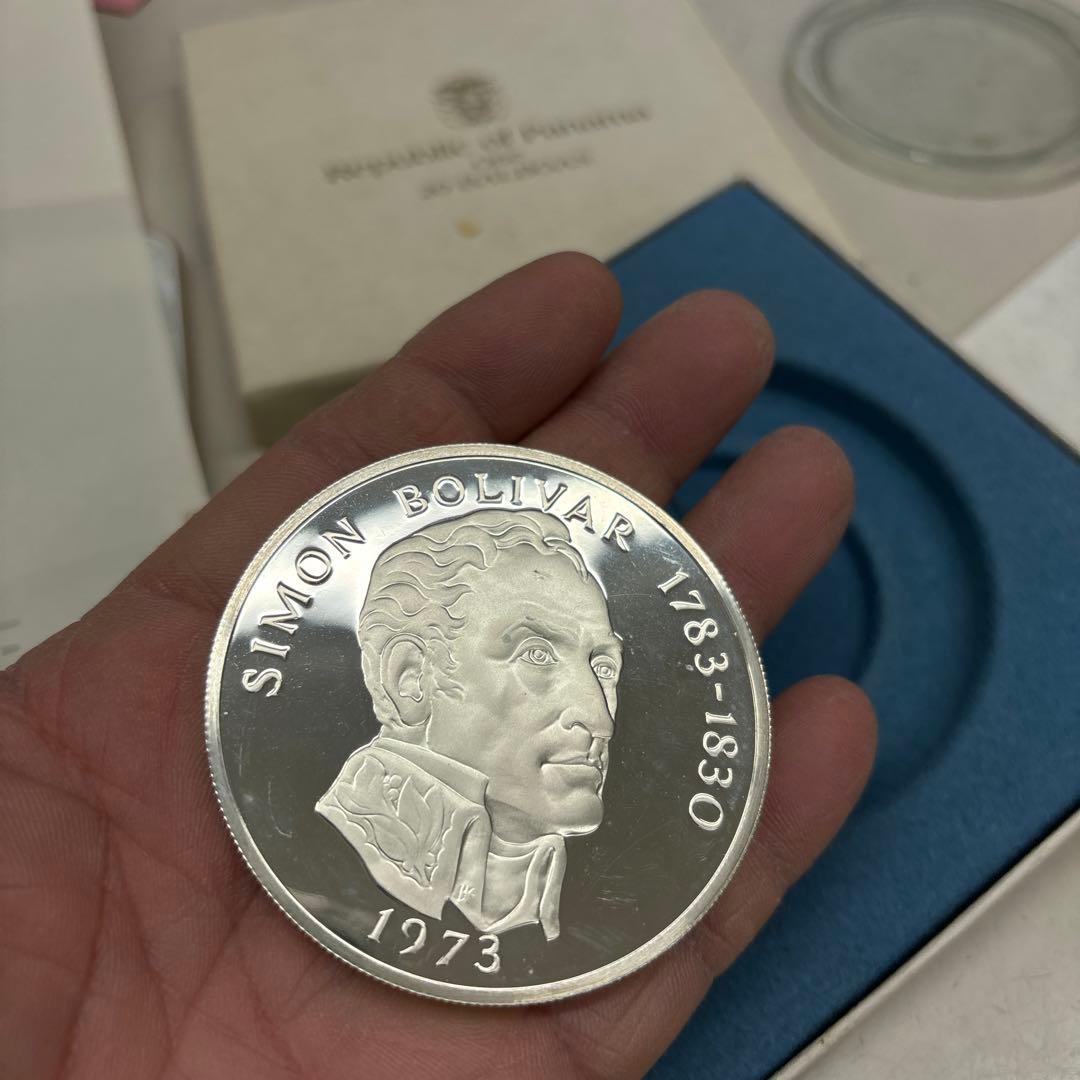 Republic of Panama
SIMON BOLIVAR 1783-1830
1973